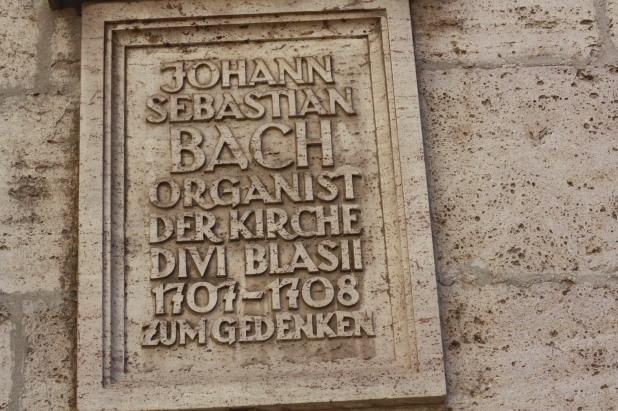 JOHANN
SEBASTIAN
BACH
ORGANIST
DER KIRCHE
DIVI BLASII
1707-1708
ZUM GEDENKEN